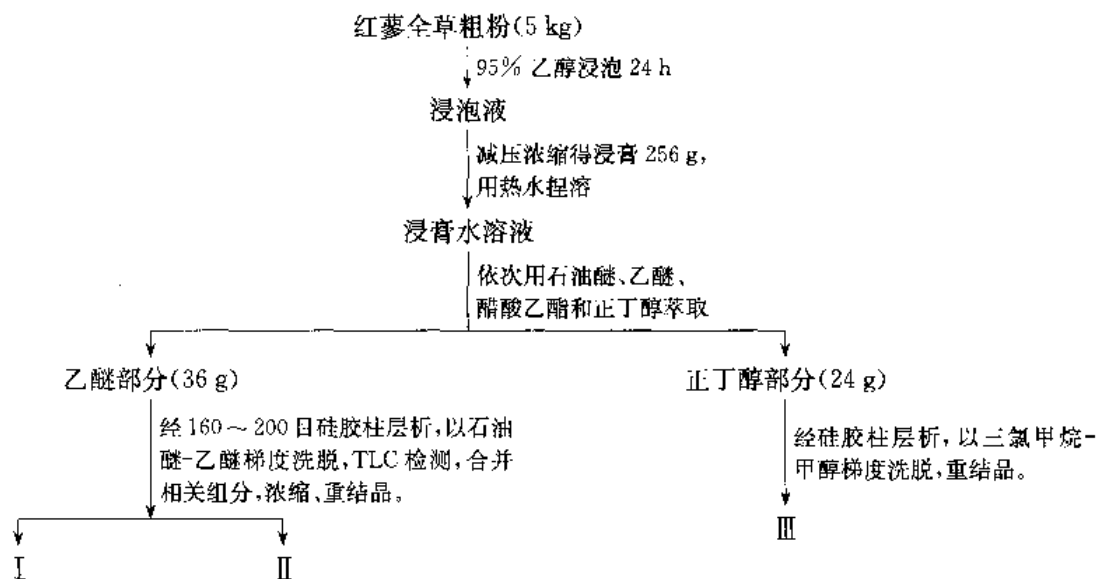 红蓼全草粗粉(5 kg)
95% 乙醇浸泡 24 h
浸泡液
减压浓缩得浸膏 256 g,
用热水捏溶
浸膏水溶液
依次用石油醚、乙醚、
醋酸乙酯和正丁醇萃取
乙醚部分(36 g)
正丁醇部分(24 g)
经 160～200 目硅胶柱层析,以石油
醚-乙醚梯度洗脱,TLC 检测,合并
相关组分,浓缩、重结晶。
经硅胶柱层析,以三氯甲烷-
甲醇梯度洗脱,重结晶。
Ⅰ
Ⅱ
Ⅲ